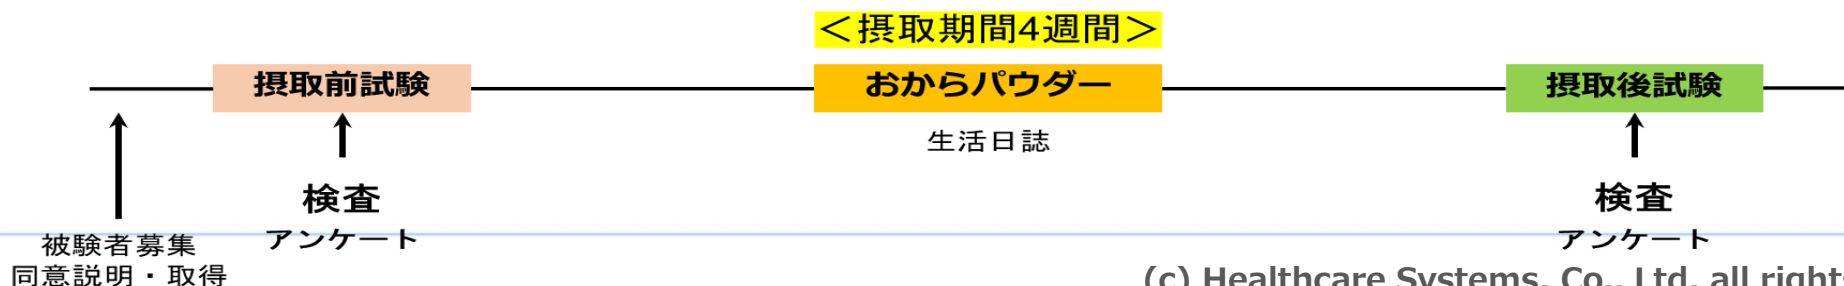 ＜摂取期間4週間＞
摂取前試験
おからパウダー
摂取後試験
生活日誌
検査
アンケート
検査
アンケート
被験者募集
同意説明・取得
(c) Healthcare Systems. Co., Ltd. all rights